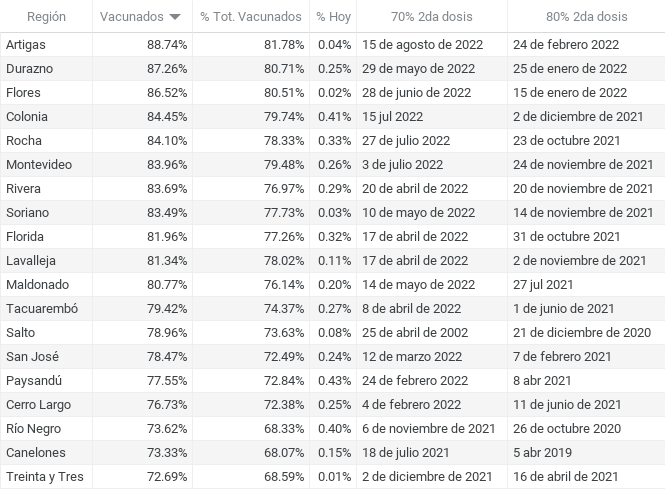 Región Vacunados % Tot. Vacunados % Hoy 70% 2da dosis 80% 2da dosis
Artigas 88.74% 81.78% 0.04% 15 de agosto de 2022 24 de febrero 2022
Durazno 87.26% 80.71% 0.25% 29 de mayo de 2022 25 de enero de 2022
Flores 86.52% 80.51% 0.02% 28 de junio de 2022 15 de enero de 2022
Colonia 84.45% 79.74% 0.41% 15 jul 2022 2 de diciembre de 2021
Rocha 84.10% 78.33% 0.33% 27 de julio 2022 23 de octubre 2021
Montevideo 83.96% 79.48% 0.26% 3 de julio 2022 24 de noviembre de 2021
Rivera 83.69% 76.97% 0.29% 20 de abril de 2022 20 de noviembre de 2021
Soriano 83.49% 77.73% 0.03% 10 de mayo de 2022 14 de noviembre de 2021
Florida 81.96% 77.26% 0.32% 17 de abril de 2022 31 de octubre 2021
Lavalleja 81.34% 78.02% 0.11% 17 de abril de 2022 2 de noviembre de 2021
Maldonado 80.77% 76.14% 0.20% 14 de mayo de 2022 27 jul 2021
Tacuarembó 79.42% 74.37% 0.27% 8 de abril de 2022 1 de junio de 2021
Salto 78.96% 73.63% 0.08% 25 de abril de 2002 21 de diciembre de 2020
San José 78.47% 72.49% 0.24% 12 de marzo 2022 7 de febrero 2021
Paysandú 77.55% 72.84% 0.43% 24 de febrero 2022 8 abr 2021
Cerro Largo 76.73% 72.38% 0.25% 4 de febrero 2022 11 de junio de 2021
Río Negro 73.62% 68.33% 0.40% 6 de noviembre de 2021 26 de octubre 2020
Canelones 73.33% 68.07% 0.15% 18 de julio 2021 5 abr 2019
Treinta y Tres 72.69% 68.59% 0.01% 2 de diciembre de 2021 16 de abril de 2021